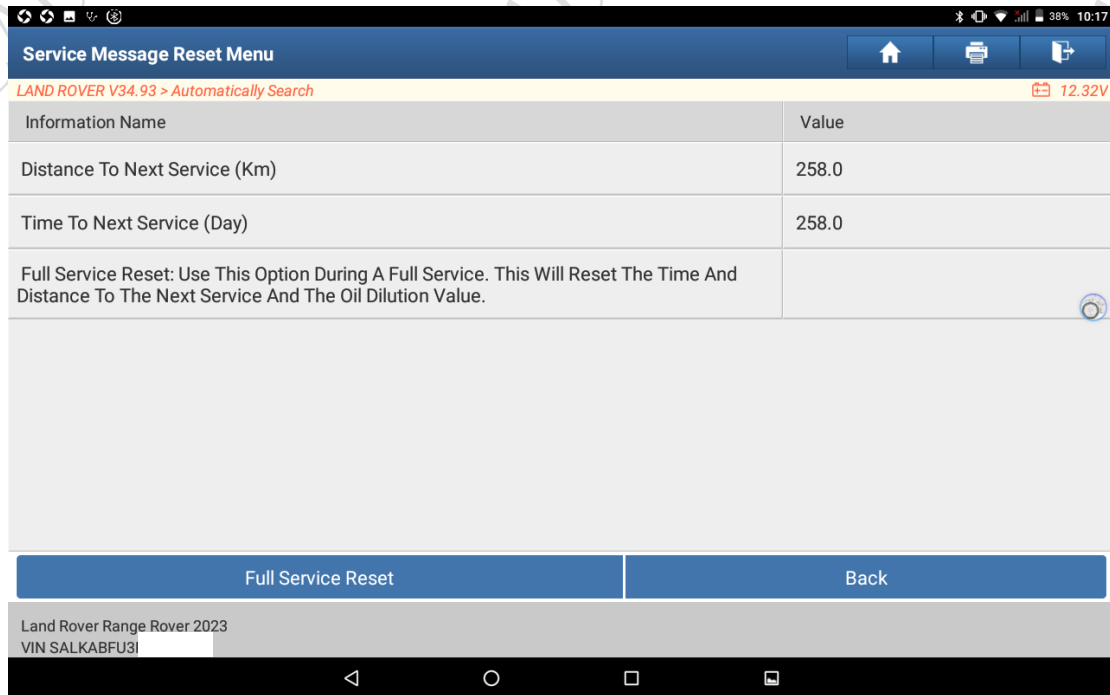 38% 10:17
Service Message Reset Menu
LAND ROVER V34.93 > Automatically Search
12.32V
Information Name
Value
Distance To Next Service (Km)
258.0
Time To Next Service (Day)
258.0
Full Service Reset: Use This Option During A Full Service. This Will Reset The Time And
Distance To The Next Service And The Oil Dilution Value.
Full Service Reset
Back
Land Rover Range Rover 2023
VIN SALKABFU3